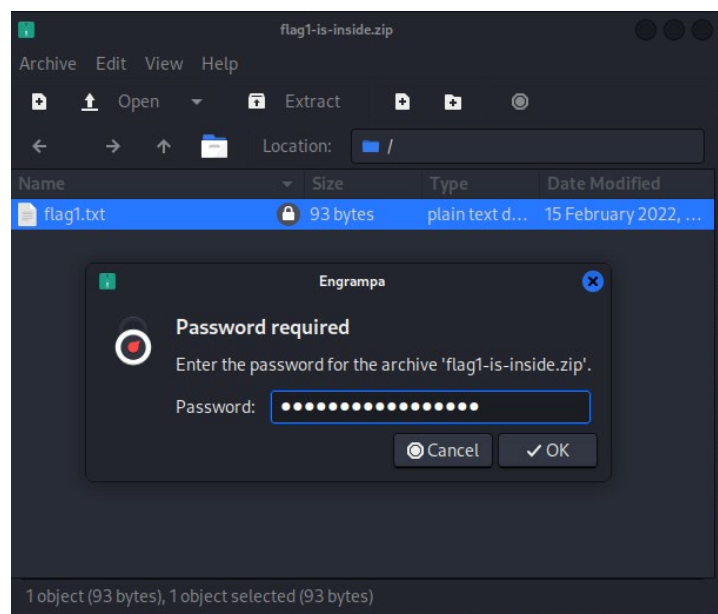 flag1-is-inside.zip
Archive Edit View Help
Open Extract
Location: /
Name Size Type Date Modified
flag1.txt 93 bytes plain text d... 15 February 2022, ...
Engrampa
Password required
Enter the password for the archive 'flag1-is-inside.zip'.
Password: •••••••••••••••••
Cancel OK
1 object (93 bytes), 1 object selected (93 bytes)